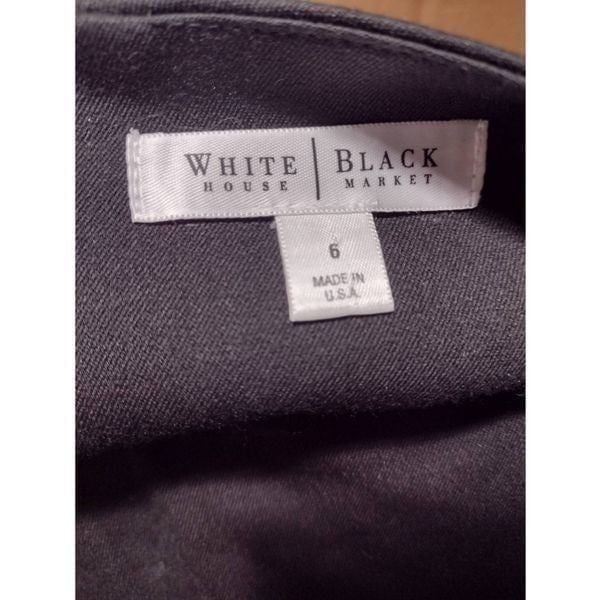 WHITE | BLACK
HOUSE MARKET
6
MADE IN
U.S.A.